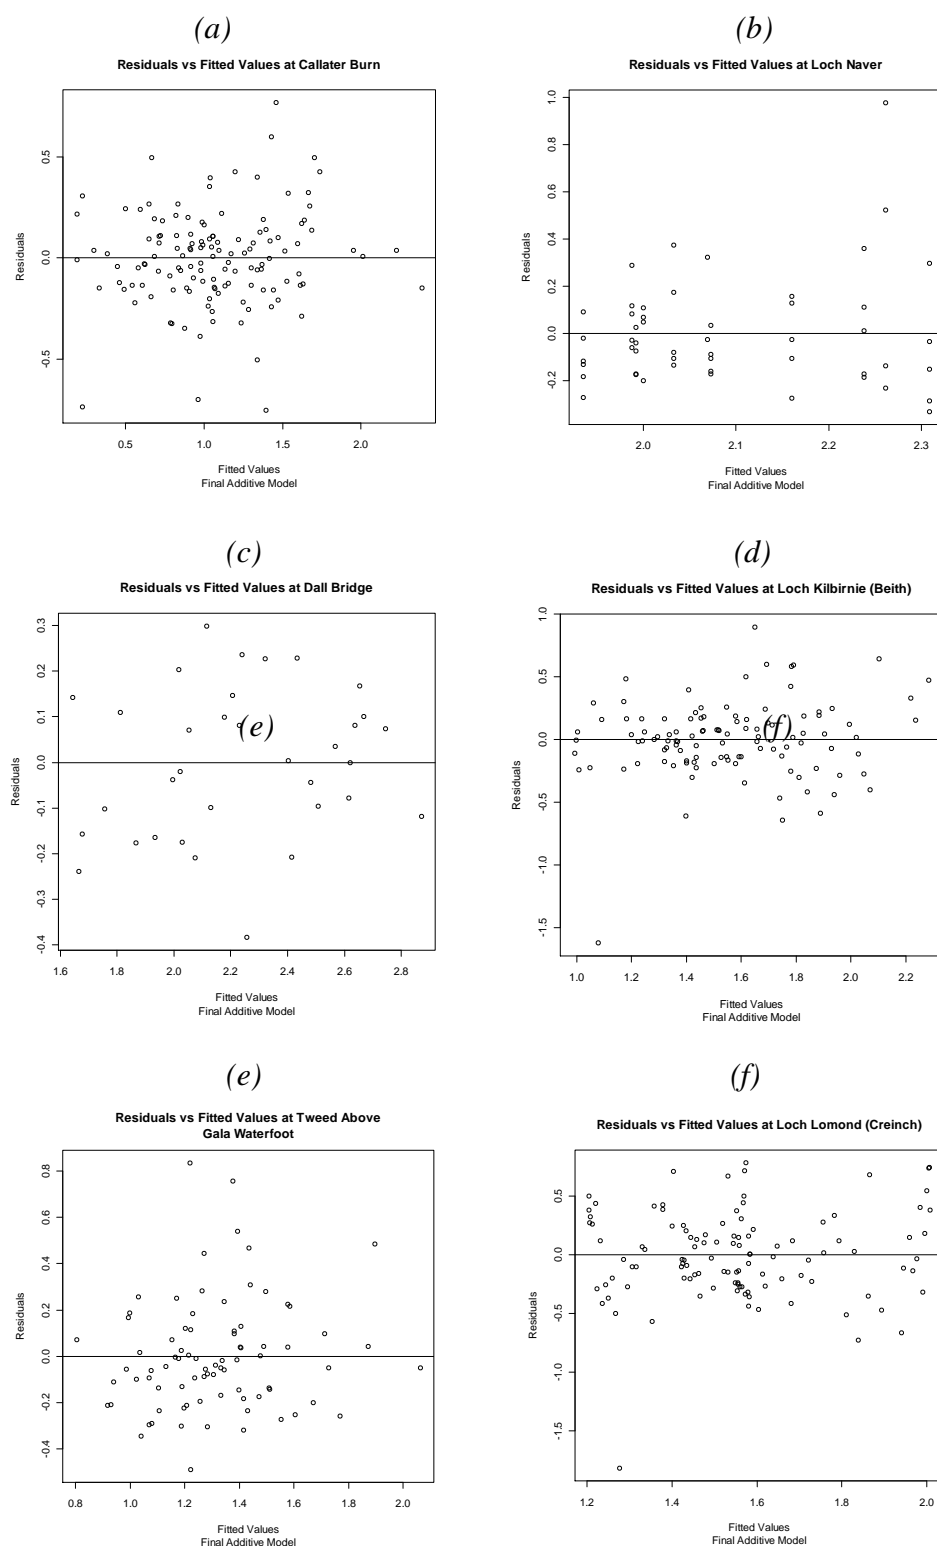 (a)
Residuals vs Fitted Values at Callater Burn
Residuals
0.5
0.0
-0.5
0.5 1.0 1.5 2.0
Fitted Values
Final Additive Model
(b)
Residuals vs Fitted Values at Loch Naver
Residuals
1.0
0.8
0.6
0.4
0.2
0.0
-0.2
2.0 2.1 2.2 2.3
Fitted Values
Final Additive Model
(c)
Residuals vs Fitted Values at Dall Bridge
Residuals
0.3
0.2
0.1
0.0
-0.1
-0.2
-0.3
-0.4
(e)
1.6 1.8 2.0 2.2 2.4 2.6 2.8
Fitted Values
Final Additive Model
(d)
Residuals vs Fitted Values at Loch Kilbirnie (Beith)
Residuals
1.0
0.5
0.0
-0.5
-1.0
-1.5
(f)
1.0 1.2 1.4 1.6 1.8 2.0 2.2
Fitted Values
Final Additive Model
(e)
Residuals vs Fitted Values at Tweed Above
Gala Waterfoot
Residuals
0.8
0.6
0.4
0.2
0.0
-0.2
-0.4
0.8 1.0 1.2 1.4 1.6 1.8 2.0
Fitted Values
Final Additive Model
(f)
Residuals vs Fitted Values at Loch Lomond (Creinch)
Residuals
0.5
0.0
-0.5
-1.0
-1.5
1.2 1.4 1.6 1.8 2.0
Fitted Values
Final Additive Model